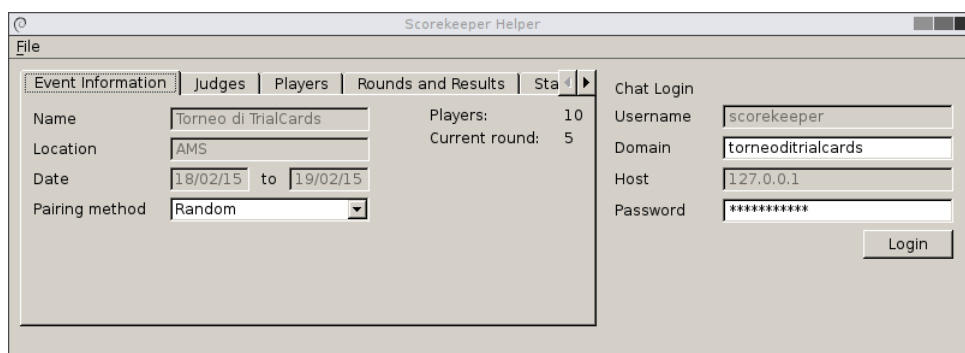 Scorekeeper Helper
File
Event Information Judges Players Rounds and Results Sta
Name Torneo di TrialCards Players: 10
Location AMS Current round: 5
Date 18/02/15 to 19/02/15
Pairing method Random
Chat Login
Username scorekeeper
Domain torneoditrialcards
Host 127.0.0.1
Password ***********
Login